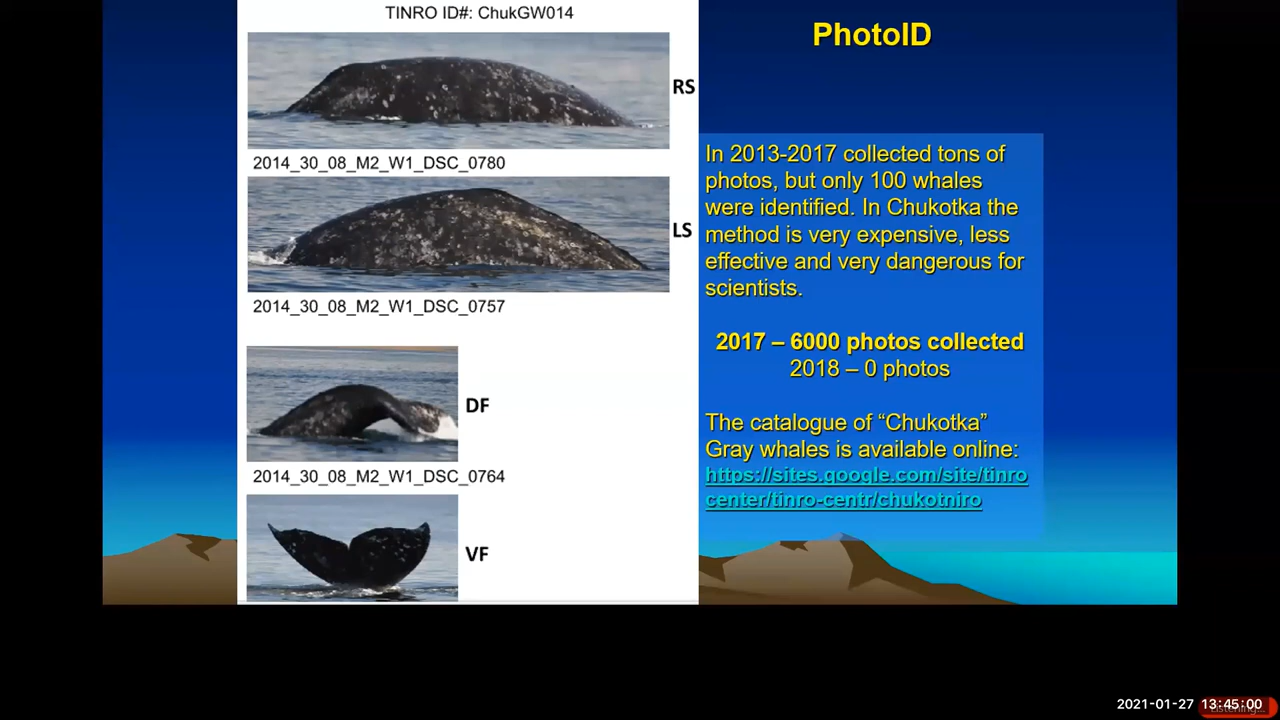 TINRO ID#: ChukGW014
RS
2014_30_08_M2_W1_DSC_0780
LS
2014_30_08_M2_W1_DSC_0757
DF
2014_30_08_M2_W1_DSC_0764
VF
PhotoID
In 2013-2017 collected tons of
photos, but only 100 whales
were identified. In Chukotka the
method is very expensive, less
effective and very dangerous for
scientists.
2017 – 6000 photos collected
2018 – 0 photos
The catalogue of “Chukotka”
Gray whales is available online:
https://sites.google.com/site/tinro
center/tinro-centr/chukotniro
2021-01-27 13:45:00
Listening...